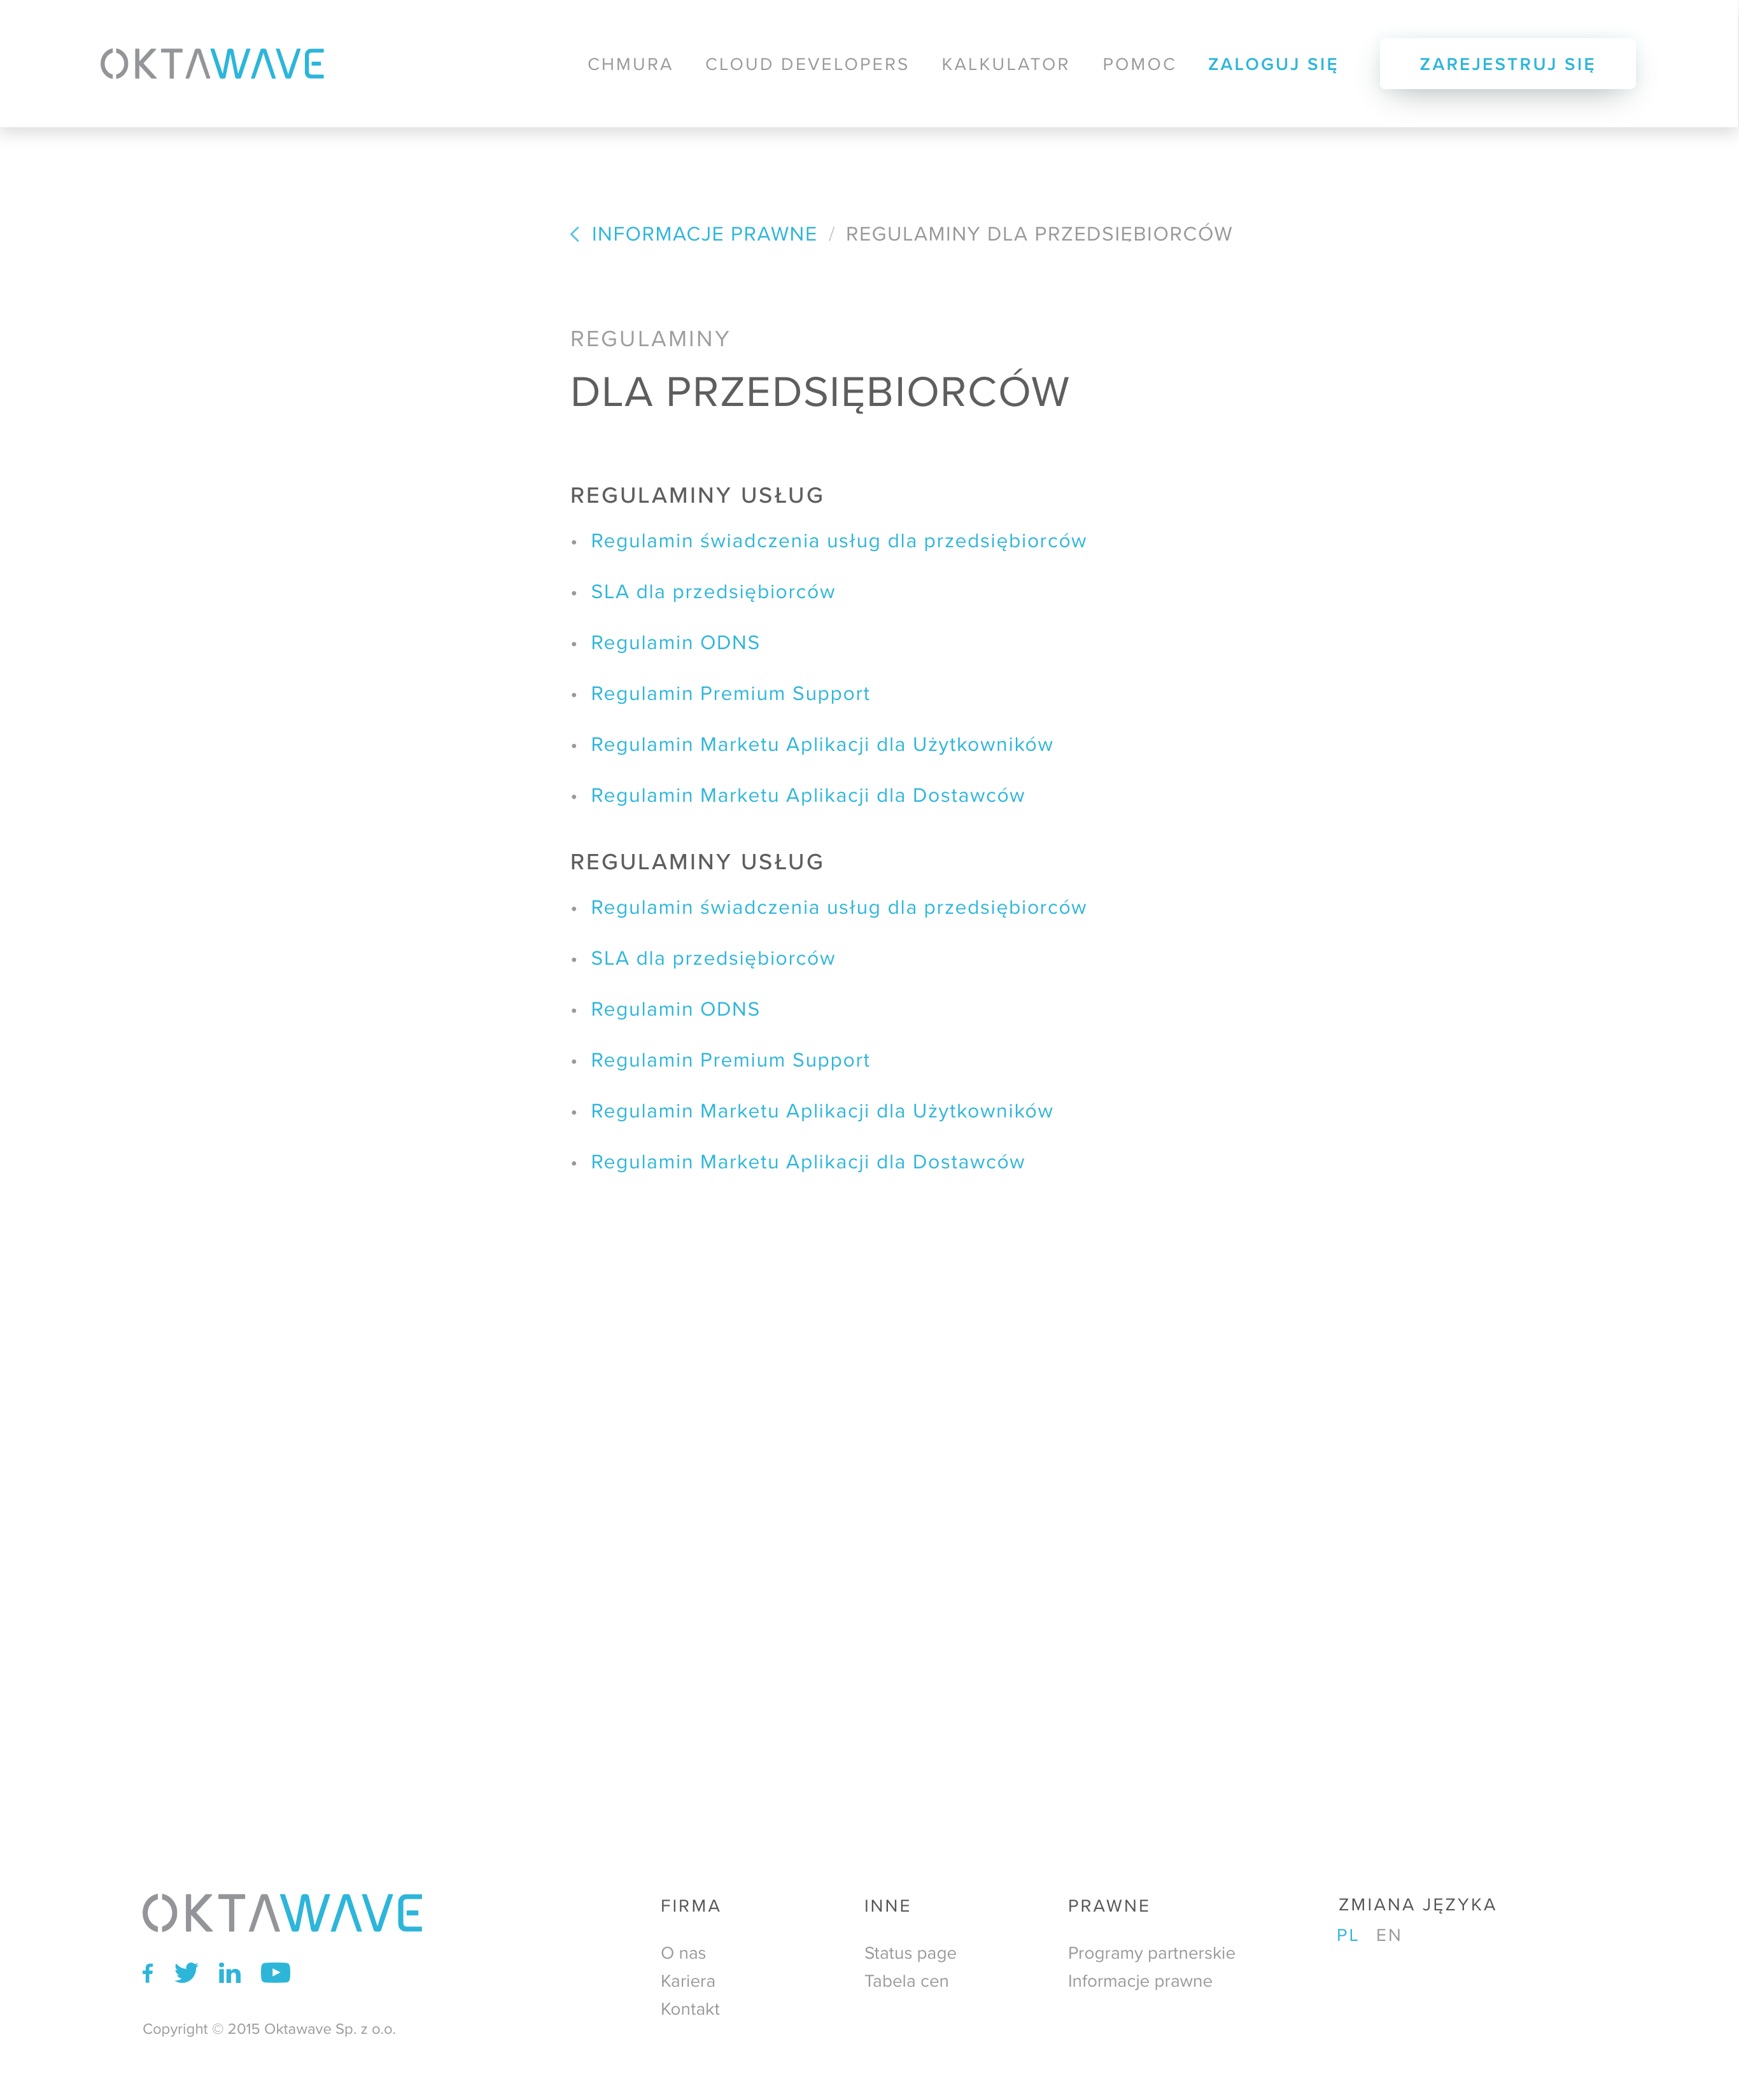 OKTAWAVE
CHMURA CLOUD DEVELOPERS KALKULATOR POMOC ZALOGUJ SIĘ ZAREJESTRUJ SIĘ
INFORMACJE PRAWNE / REGULAMINY DLA PRZEDSIĘBIORCÓW
REGULAMINY
DLA PRZEDSIĘBIORCÓW
REGULAMINY USŁUG
• Regulamin świadczenia usług dla przedsiębiorców
• SLA dla przedsiębiorców
• Regulamin ODNS
• Regulamin Premium Support
• Regulamin Marketu Aplikacji dla Użytkowników
• Regulamin Marketu Aplikacji dla Dostawców
REGULAMINY USŁUG
• Regulamin świadczenia usług dla przedsiębiorców
• SLA dla przedsiębiorców
• Regulamin ODNS
• Regulamin Premium Support
• Regulamin Marketu Aplikacji dla Użytkowników
• Regulamin Marketu Aplikacji dla Dostawców
OKTAWAVE
Copyright © 2015 Oktawave Sp. z o.o.
FIRMA
O nas
Kariera
Kontakt
INNE
Status page
Tabela cen
PRAWNE
Programy partnerskie
Informacje prawne
ZMIANA JĘZYKA
PL EN